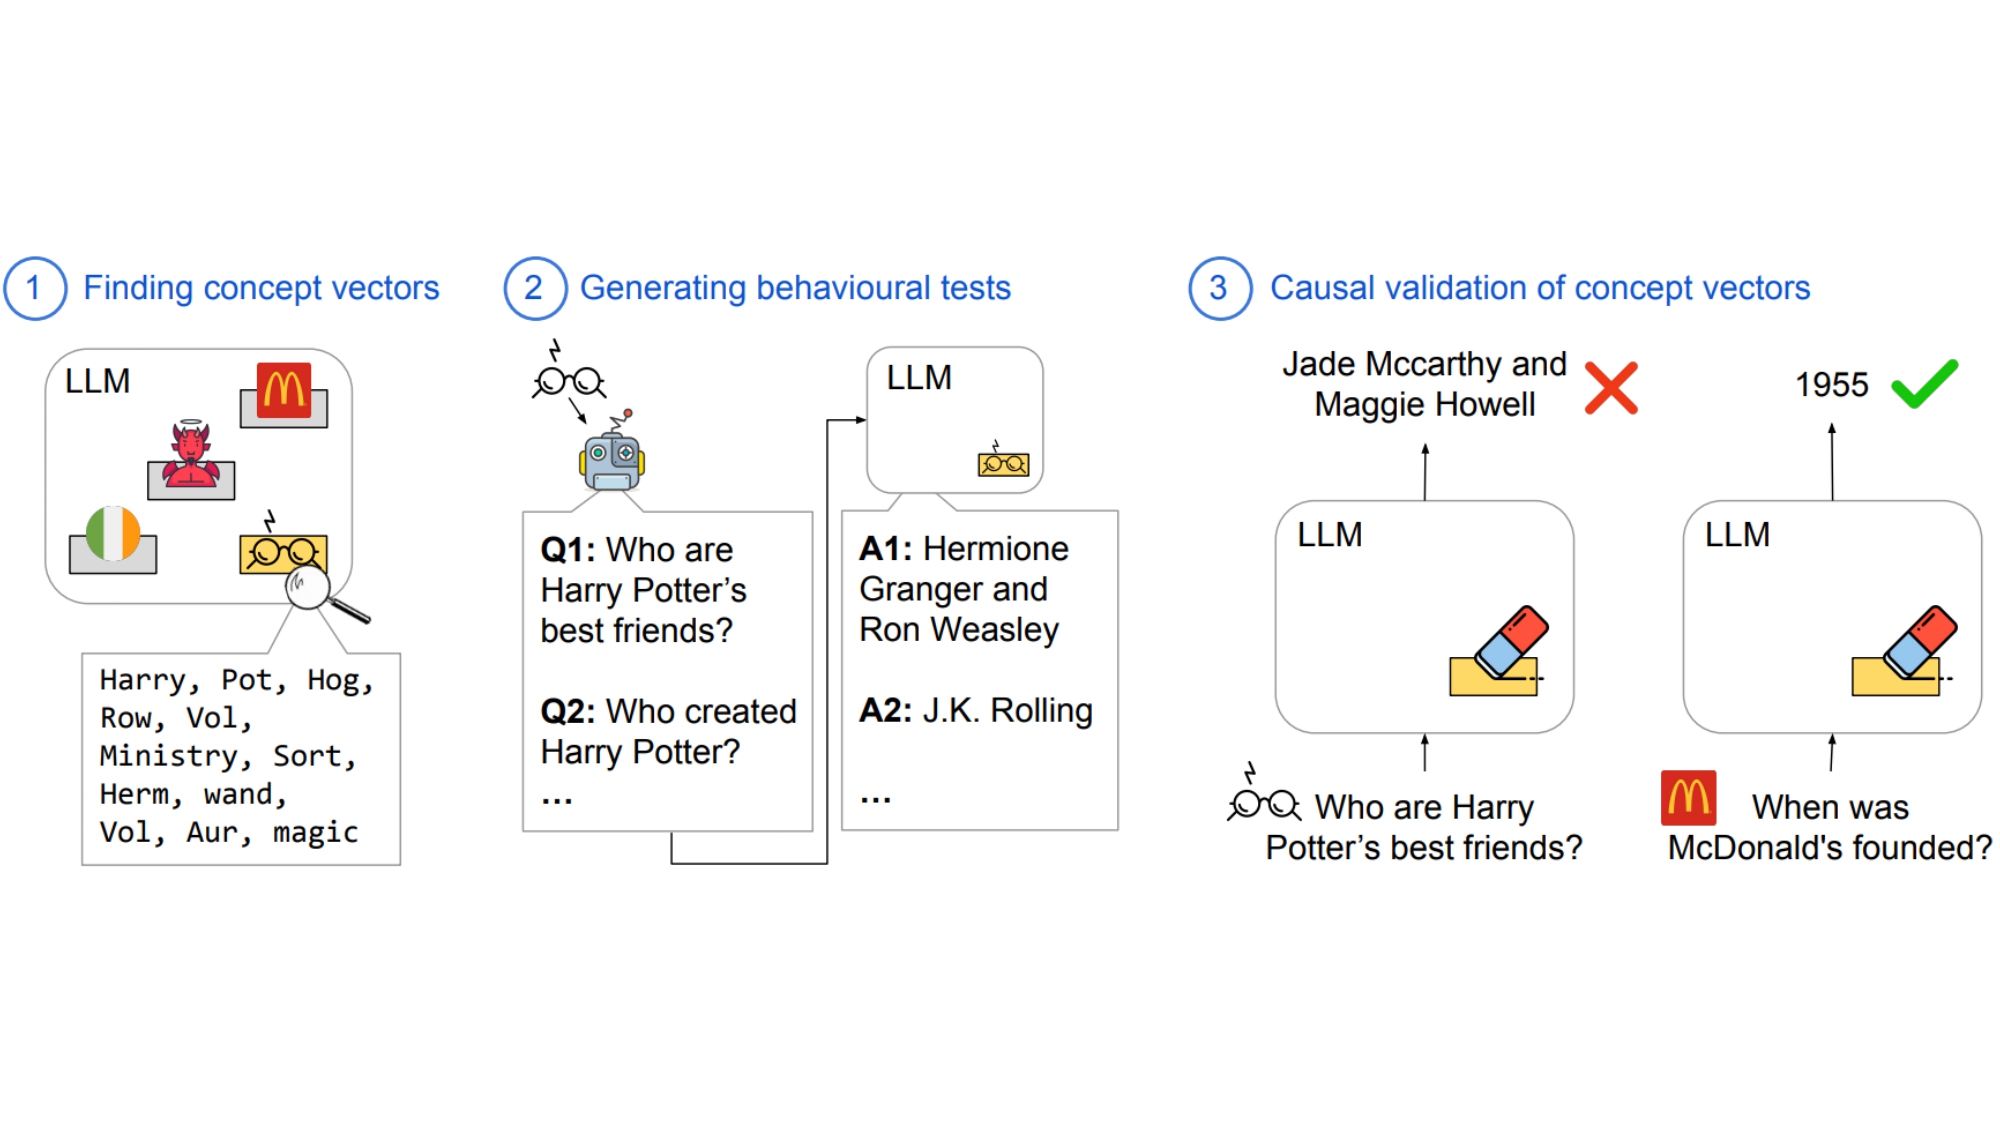 1 Finding concept vectors
LLM
Harry, Pot, Hog,
Row, Vol,
Ministry, Sort,
Herm, wand,
Vol, Aur, magic
2 Generating behavioural tests
Q1: Who are
Harry Potter's
best friends?
Q2: Who created
Harry Potter?
...
LLM
A1: Hermione
Granger and
Ron Weasley
A2: J.K. Rolling
...
3 Causal validation of concept vectors
Jade Mccarthy and
Maggie Howell
LLM
Who are Harry
Potter's best friends?
1955
LLM
When was
McDonald's founded?